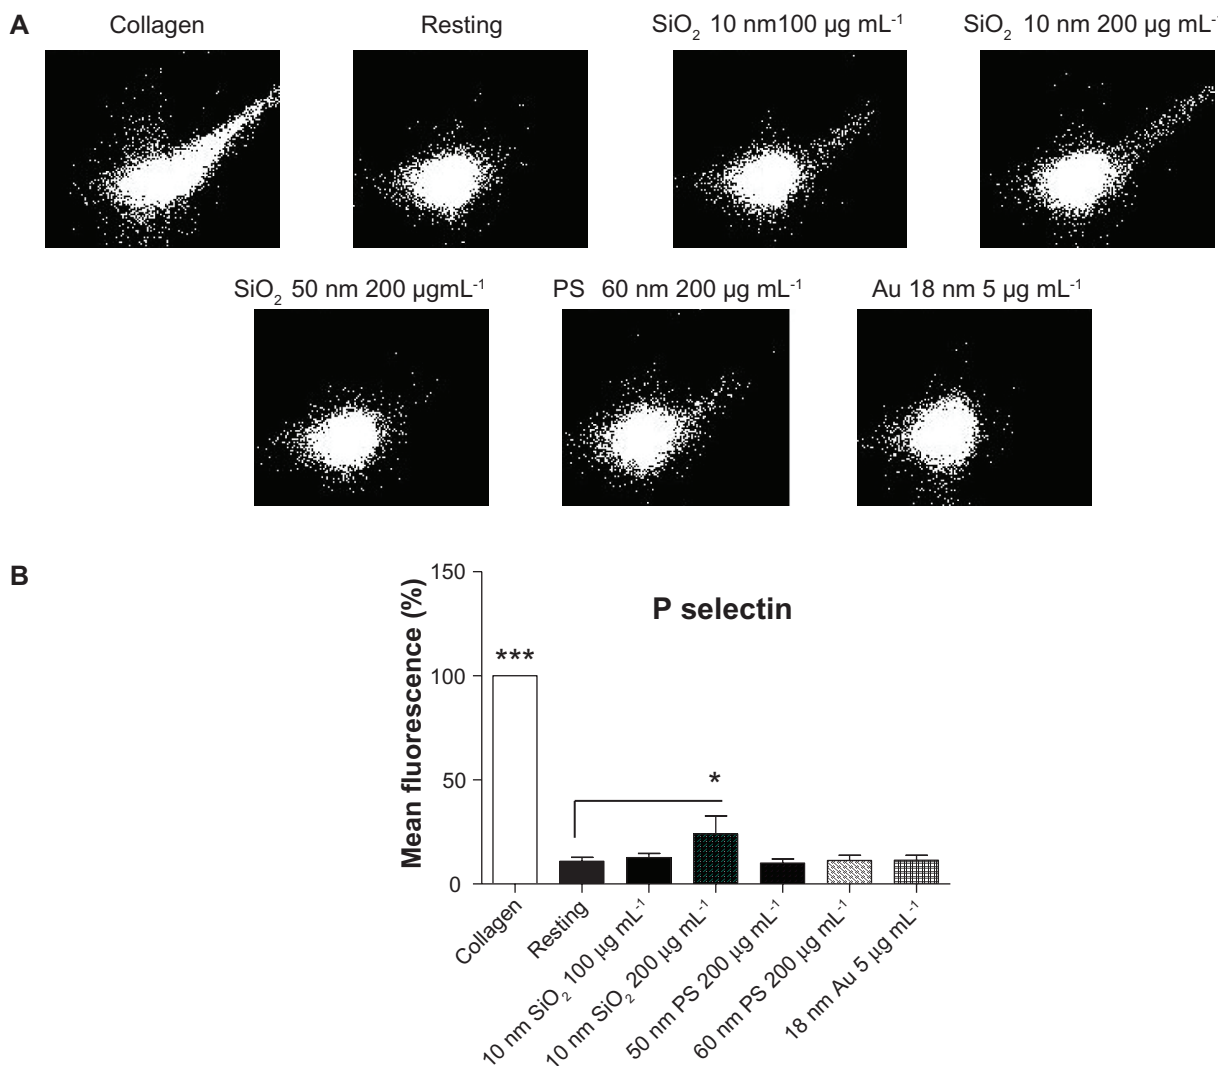 A
Collagen
Resting
SiO₂ 10 nm100 µg mL⁻¹
SiO₂ 10 nm 200 µg mL⁻¹
SiO₂ 50 nm 200 µgmL⁻¹
PS 60 nm 200 µg mL⁻¹
Au 18 nm 5 µg mL⁻¹
B
P selectin
Mean fluorescence (%)
150
100
50
0
***
*
Collagen
Resting
10 nm SiO₂ 100 µg mL⁻¹
10 nm SiO₂ 200 µg mL⁻¹
50 nm PS 200 µg mL⁻¹
60 nm PS 200 µg mL⁻¹
18 nm Au 5 µg mL⁻¹